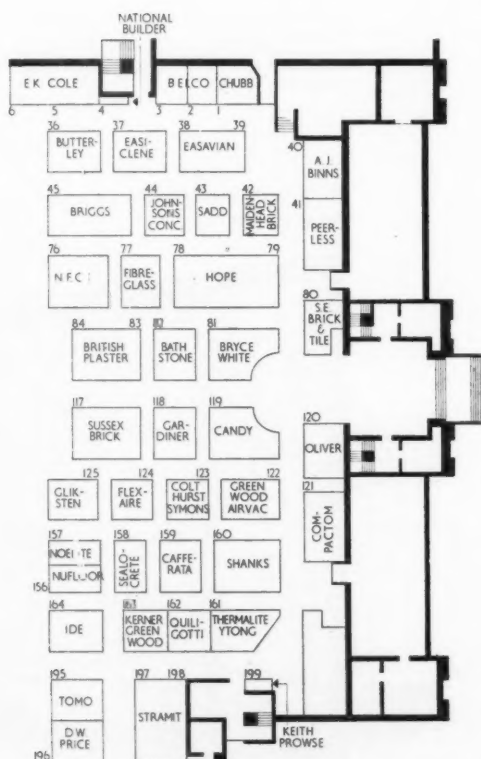 NATIONAL
BUILDER
E.K. COLE
BELCO
CHUBB
6 5 4 4 3 2 1
36 37 38 39
BUTTER-
LEY
EASI-
CLENE
EASAVIAN
40
A.J.
BINNS
45 44 43 42 41
BRIGGS
JOHN-
SONS
CONC.
SADD
MAIDEN-
HEAD
BRICK
PEER-
LESS
76 77 78 79
N.F.C.
FIBRE-
GLASS
HOPE
80
S.E.
BRICK
&
TILE
84 83 82 81
BRITISH
PLASTER
BATH
STONE
BRYCE
WHITE
117 118 119
SUSSEX
BRICK
GAR-
DINER
CANDY
120
OLIVER
125 124 123 122
GLIK-
STEN
FLEX-
AIRE
COLT
HURST
SYMONS
GREEN
WOOD
AIRVAC
121
COM-
PACTOM
157 158 159 160
NUFLOOR
156
SEALO-
CRETE
CAFFE-
RATA
SHANKS
164 163 162 161
IDE
KERNER
GREEN
WOOD
QUILI-
GOTTI
THERMALITE
YTONG
195 197 198 199
TOMO
STRAMIT
D.W.
PRICE
196
KEITH
PROWSE